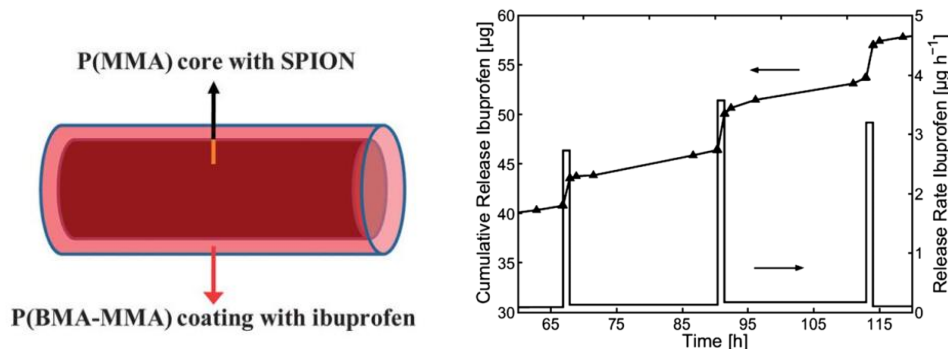 P(MMA) core with SPION
P(BMA-MMA) coating with ibuprofen
Cumulative Release Ibuprofen [µg]
60
55
50
45
40
35
30
65 75 85 95 105 115
Time [h]
5
4
3
2
1
0
Release Rate Ibuprofen [µg h⁻¹]